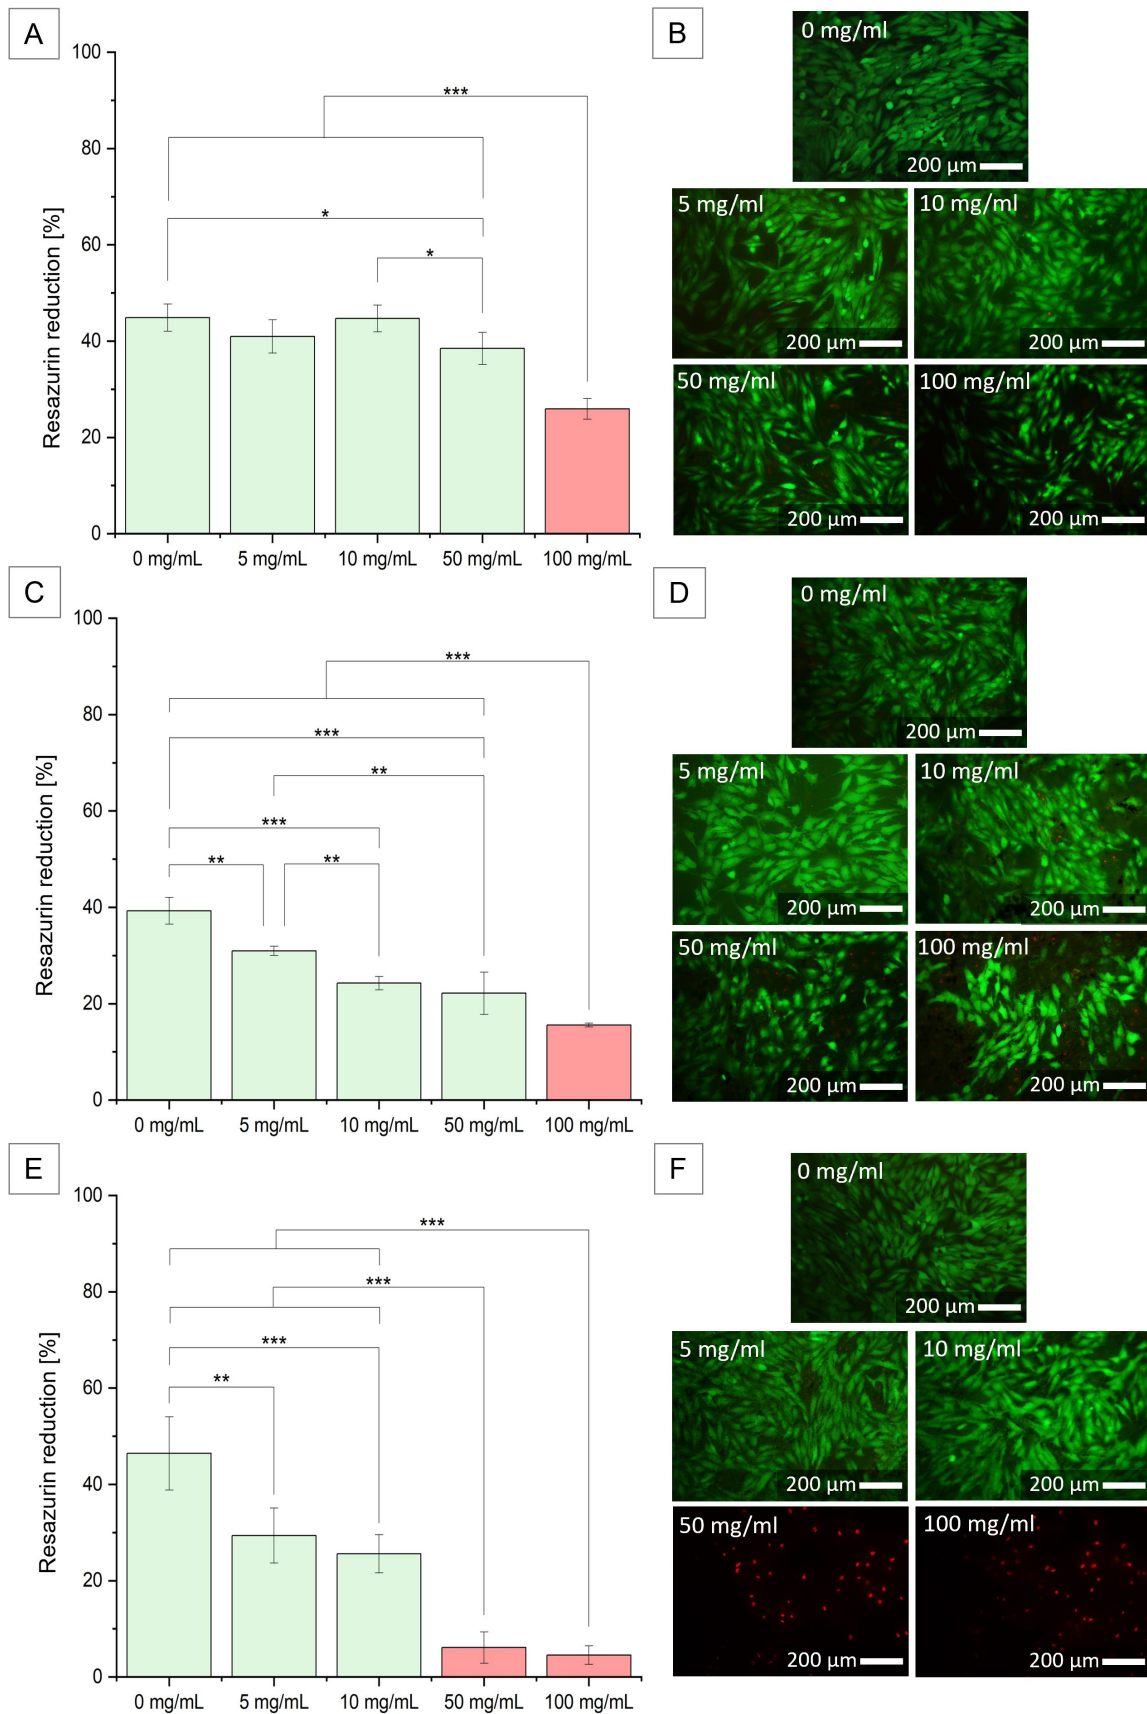 A
Resazurin reduction [%]
100
80
60
40
20
0
***
*
*
0 mg/mL 5 mg/mL 10 mg/mL 50 mg/mL 100 mg/mL
B
0 mg/ml
200 µm
5 mg/ml
200 µm
10 mg/ml
200 µm
50 mg/ml
200 µm
100 mg/ml
200 µm
C
Resazurin reduction [%]
100
80
60
40
20
0
***
***
**
***
**
**
0 mg/mL 5 mg/mL 10 mg/mL 50 mg/mL 100 mg/mL
D
0 mg/ml
200 µm
5 mg/ml
200 µm
10 mg/ml
200 µm
50 mg/ml
200 µm
100 mg/ml
200 µm
E
Resazurin reduction [%]
100
80
60
40
20
0
***
***
***
**
0 mg/mL 5 mg/mL 10 mg/mL 50 mg/mL 100 mg/mL
F
0 mg/ml
200 µm
5 mg/ml
200 µm
10 mg/ml
200 µm
50 mg/ml
200 µm
100 mg/ml
200 µm